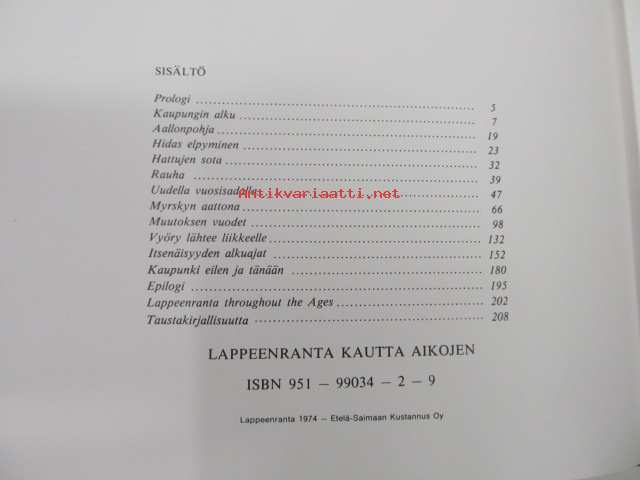 SISÄLTÖ
Prologi ........................................ 5
Kaupungin alku ........................................ 7
Aallonpohja ........................................ 19
Hidas elpyminen ........................................ 23
Hattujen sota ........................................ 32
Rauha ........................................ 39
Uudella vuosisadalla ........................................ 47
Antikvariaatti.net
Myrskyn aattona ........................................ 66
Muutoksen vuodet ........................................ 98
Vyöry lähtee liikkeelle ........................................ 132
Itsenäisyyden alkuajat ........................................ 152
Kaupunki eilen ja tänään ........................................ 180
Epilogi ........................................ 195
Lappeenranta throughout the Ages ........................................ 202
Taustakirjallisuutta ........................................ 208
LAPPEENRANTA KAUTTA AIKOJEN
ISBN 951 — 99034 — 2 — 9
Lappeenranta 1974 — Etelä-Saimaan Kustannus Oy